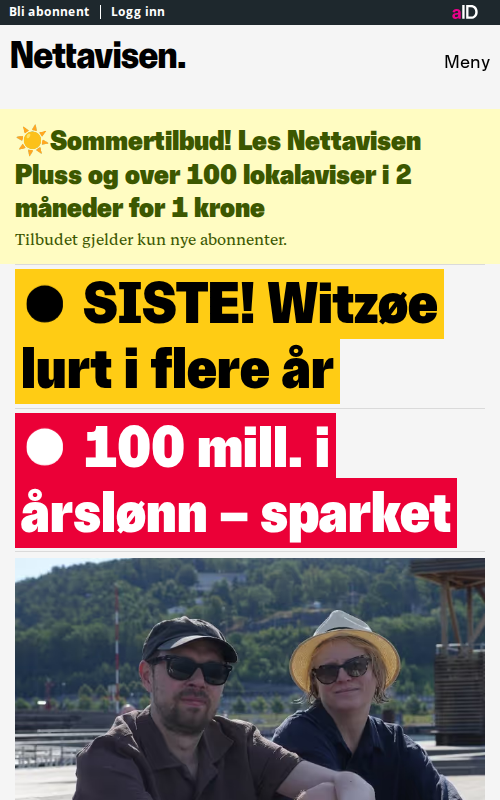 Bli abonnent | Logg inn
aID
Nettavisen.
Meny
☀️Sommertilbud! Les Nettavisen
Pluss og over 100 lokalaviser i 2
måneder for 1 krone
Tilbudet gjelder kun nye abonnenter.
● SISTE! Witzøe
lurt i flere år
● 100 mill. i
årslønn – sparket